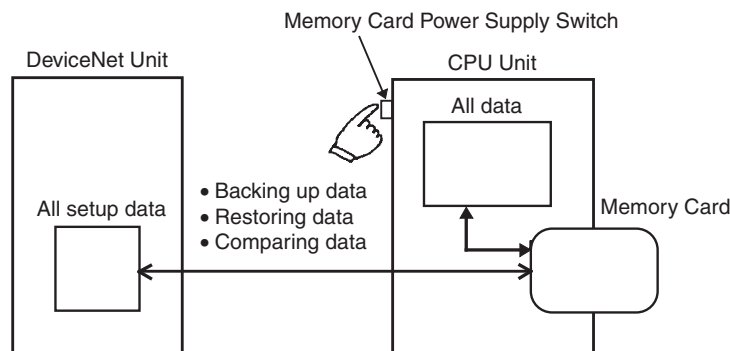 Memory Card Power Supply Switch
DeviceNet Unit
CPU Unit
All data
All setup data
• Backing up data
• Restoring data
• Comparing data
Memory Card